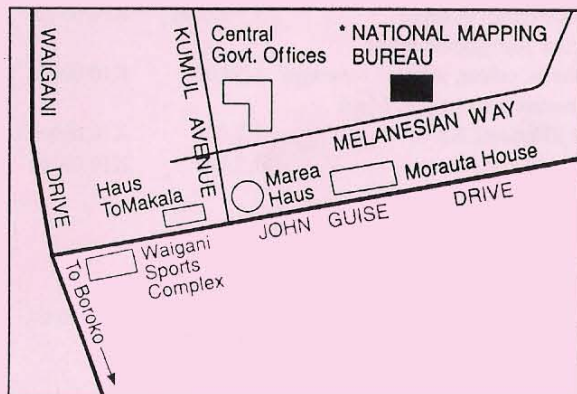 WAIGANI
DRIVE
KUMUL AVENUE
Central
Govt. Offices
* NATIONAL MAPPING
BUREAU
MELANESIAN WAY
Haus
ToMakala
Marea
Haus
Morauta House
JOHN GUISE DRIVE
Waigani
Sports
Complex
To Boroko